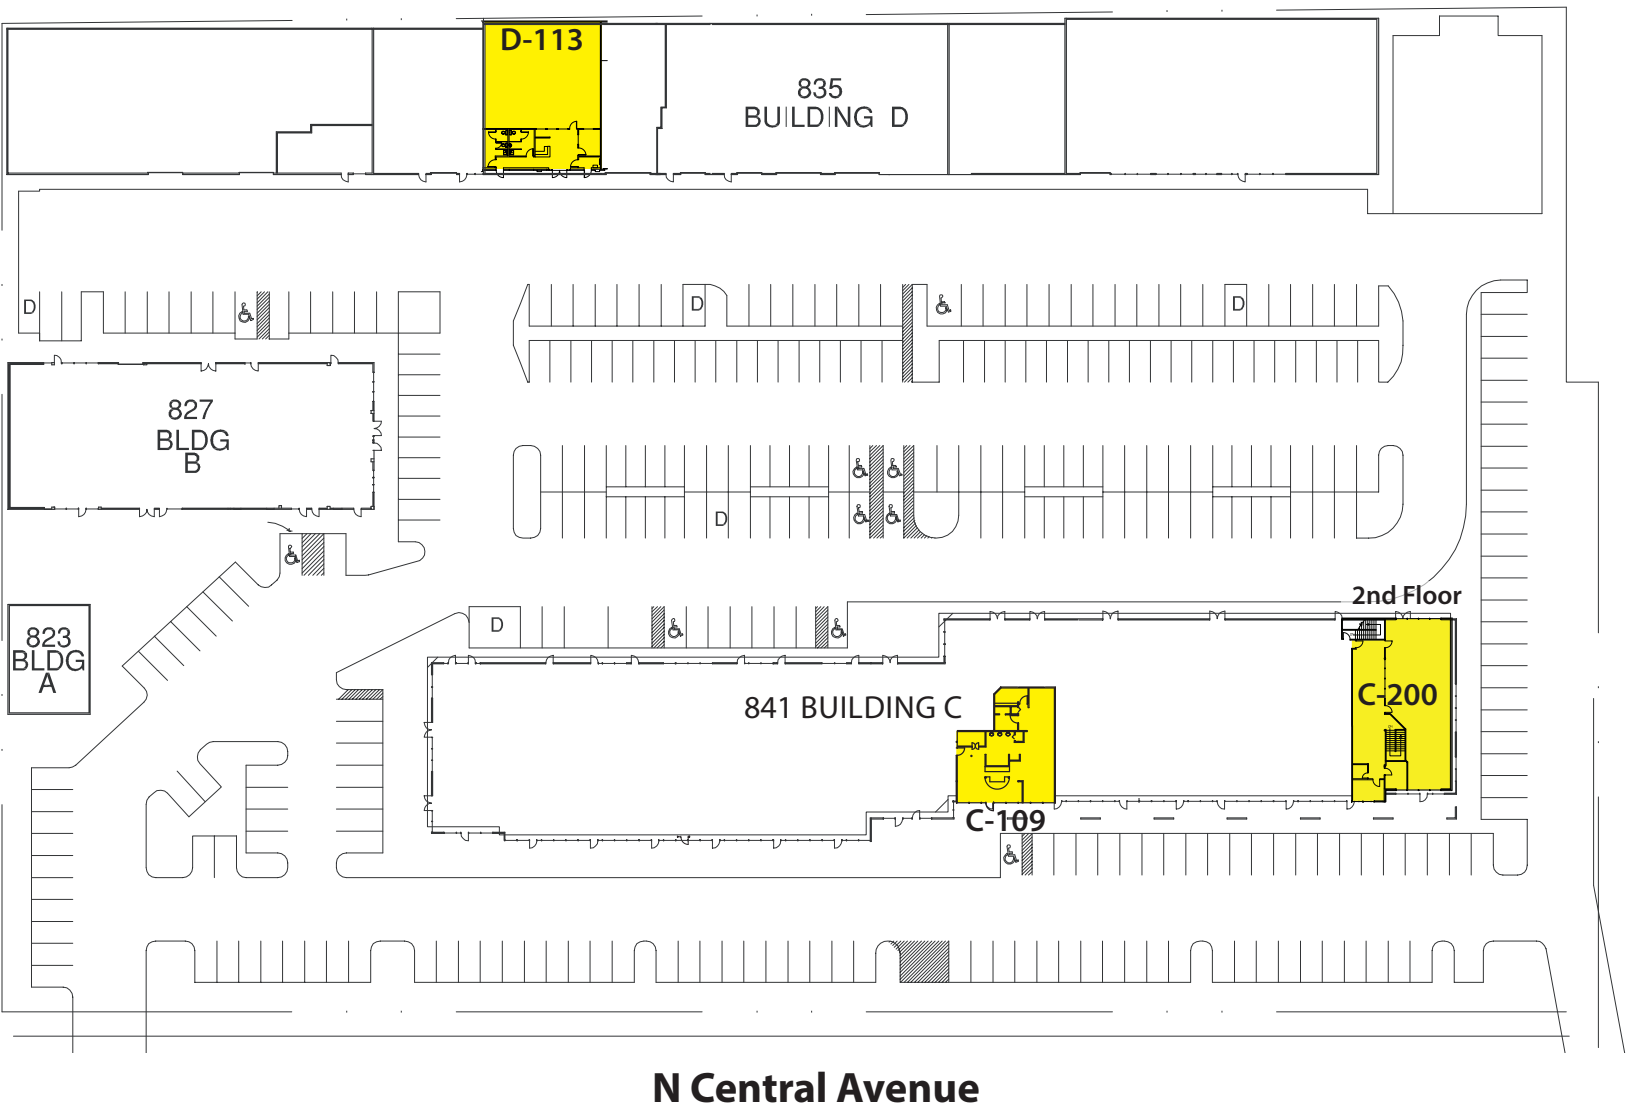 D-113
835
BUILDING D
D
D
D
827
BLDG
B
D
2nd Floor
D
823
BLDG
A
C-200
841 BUILDING C
C-109
N Central Avenue